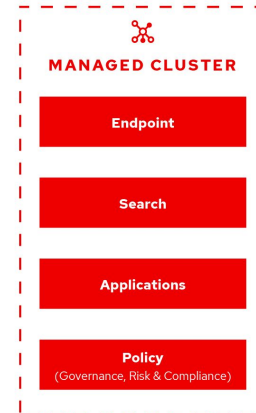 MANAGED CLUSTER
Endpoint
Search
Applications
Policy
(Governance, Risk & Compliance)